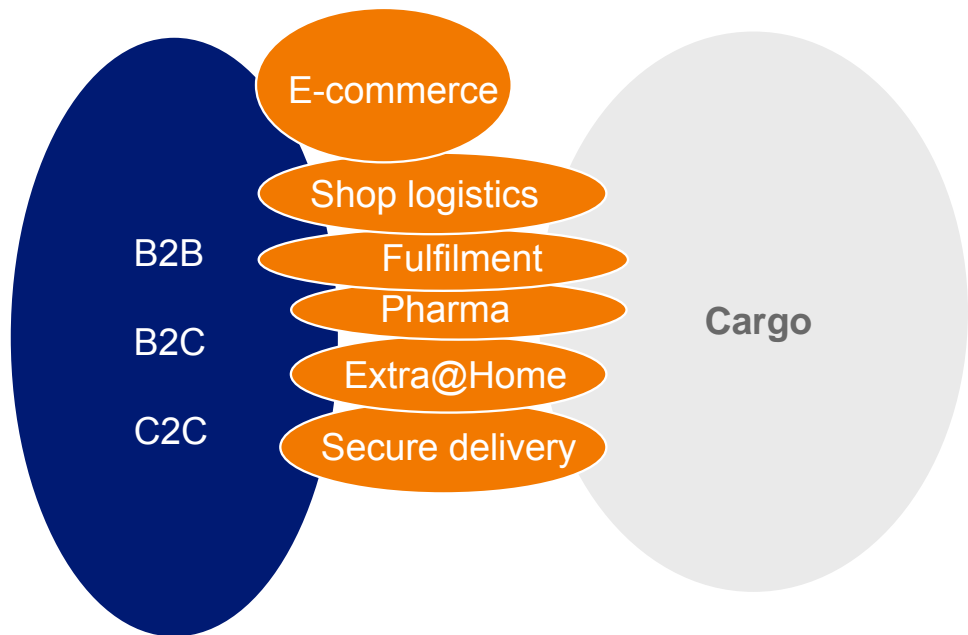 E-commerce
Shop logistics
B2B
Fulfilment
Pharma
B2C
Cargo
Extra@Home
C2C
Secure delivery